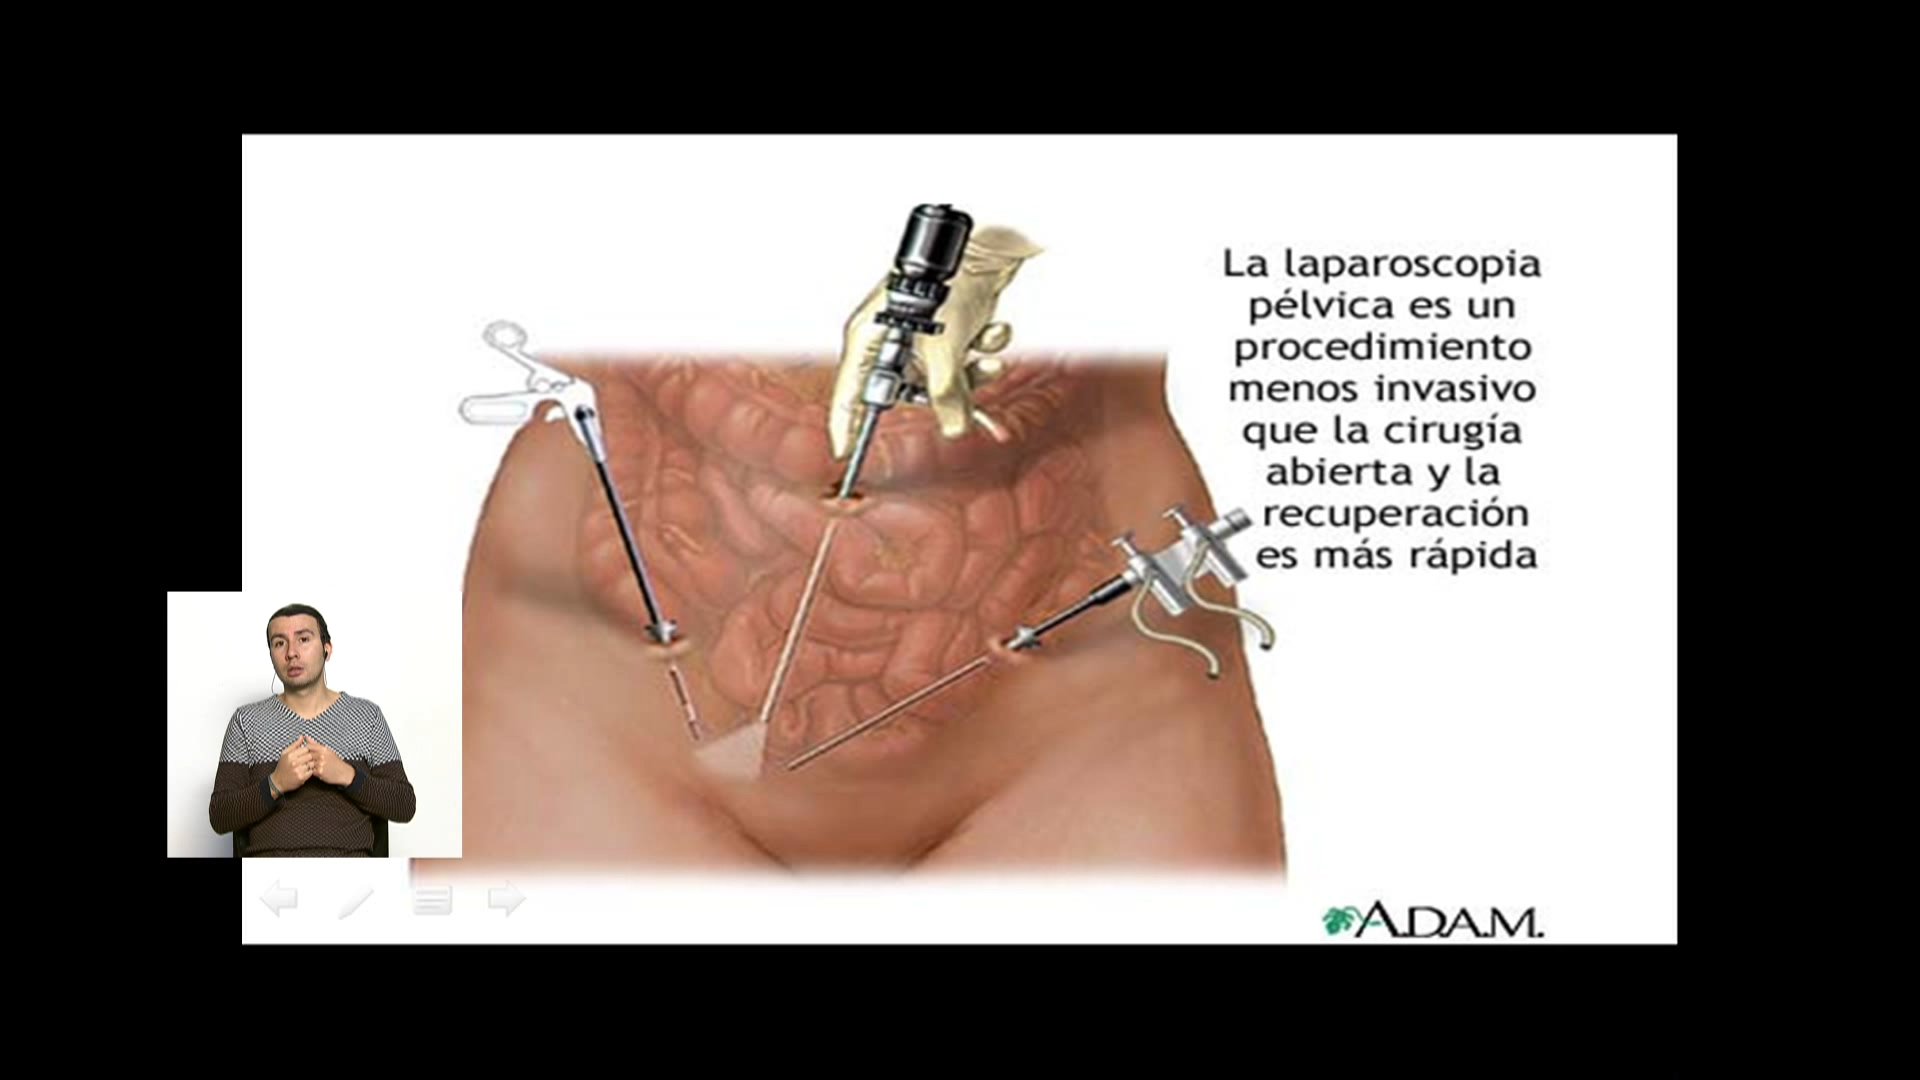 La laparoscopia
pélvica es un
procedimiento
menos invasivo
que la cirugía
abierta y la
recuperación
es más rápida
A.D.A.M.